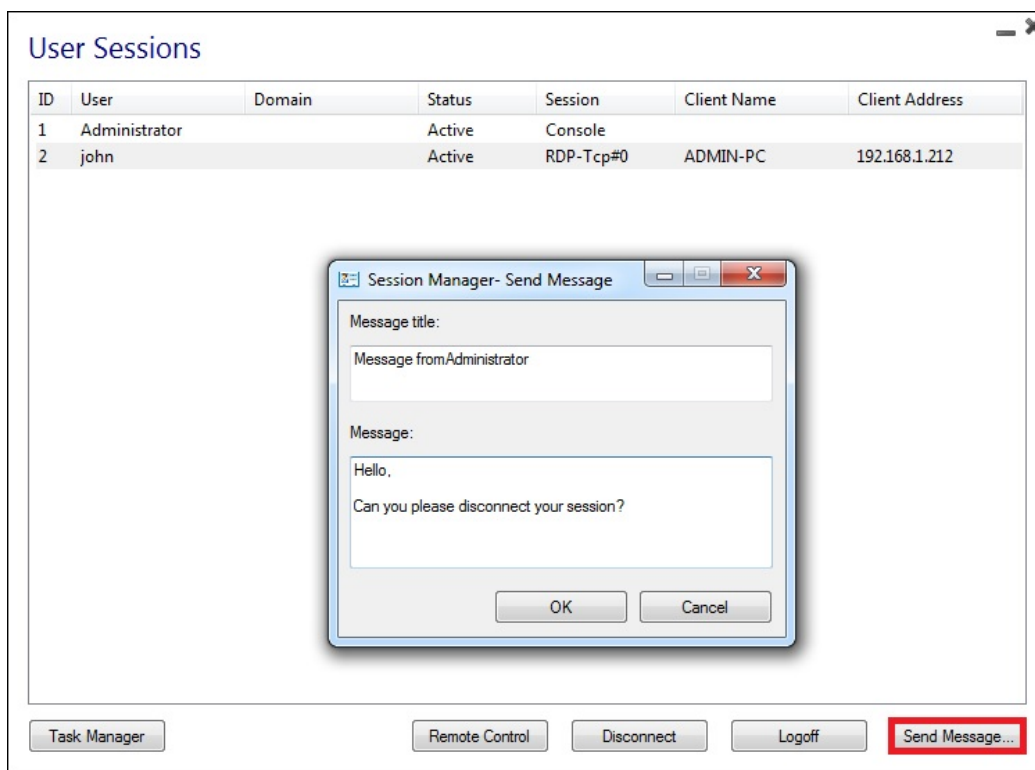 User Sessions
ID User Domain Status Session Client Name Client Address
1 Administrator Active Console
2 john Active RDP-Tcp#0 ADMIN-PC 192.168.1.212
Session Manager- Send Message
Message title:
Message fromAdministrator
Message:
Hello,
Can you please disconnect your session?
OK Cancel
Task Manager Remote Control Disconnect Logoff Send Message...